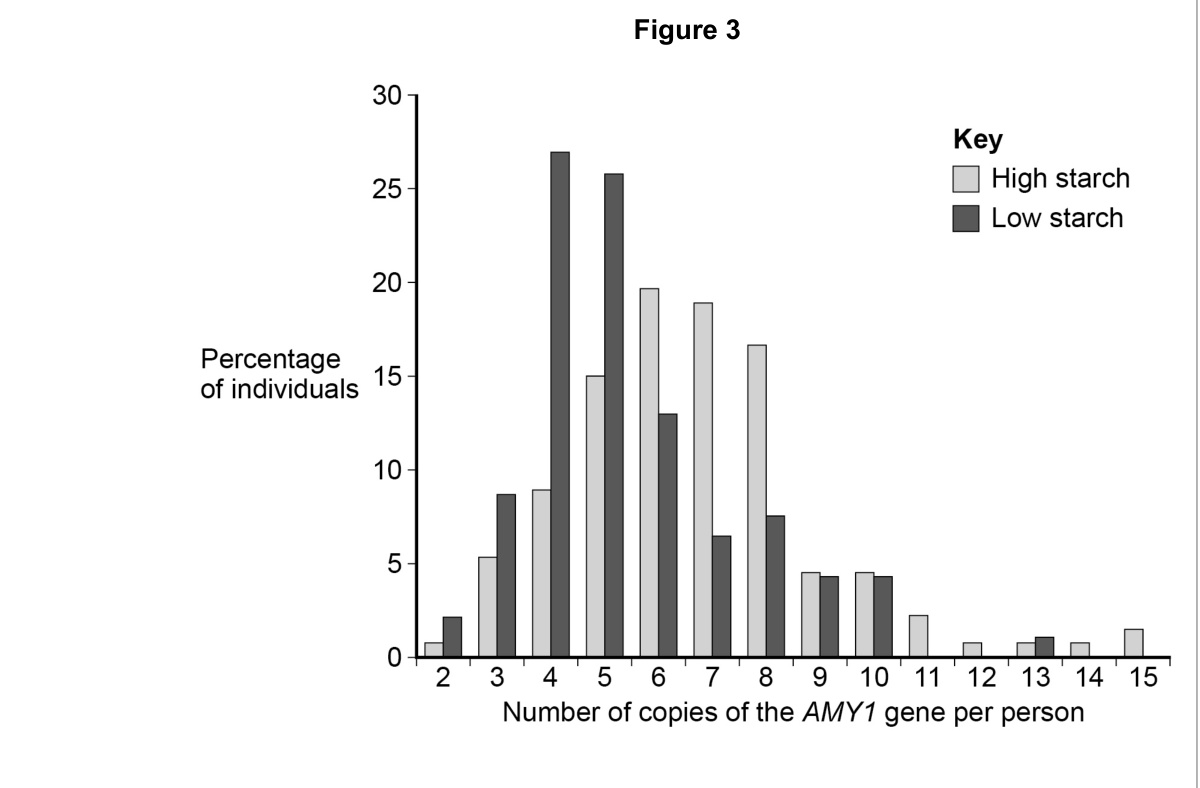 Figure 3
30
25
20
15
10
5
0
Percentage
of individuals
Key
High starch
Low starch
2 3 4 5 6 7 8 9 10 11 12 13 14 15
Number of copies of the AMY1 gene per person